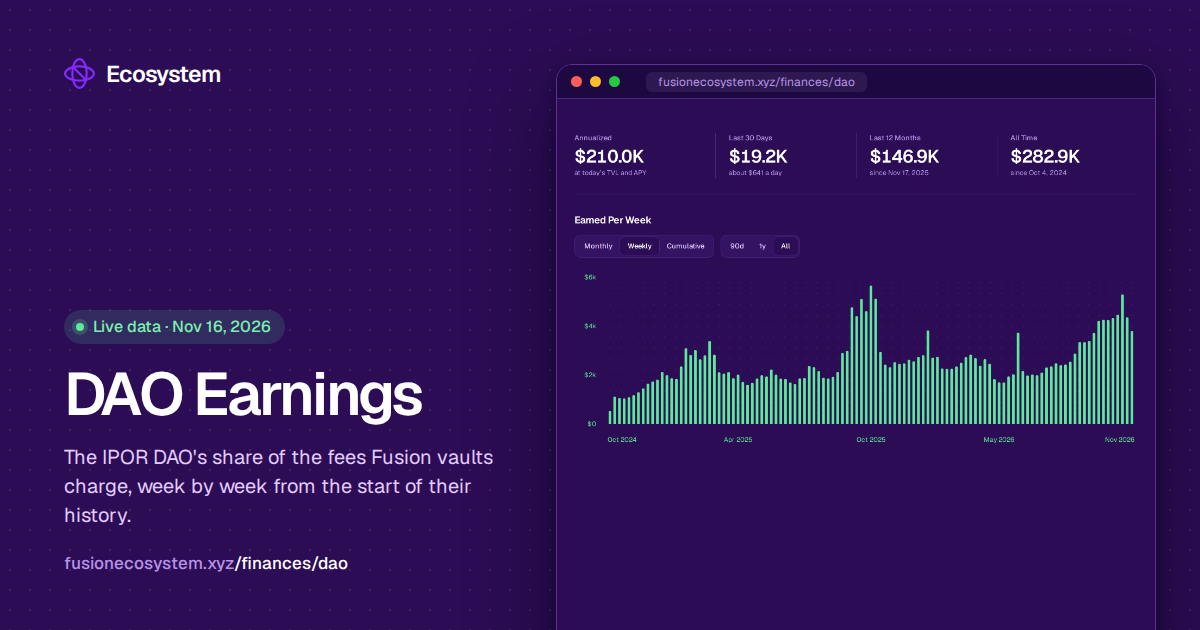 Ecosystem
Live data · Nov 16, 2026
DAO Earnings
The IPOR DAO's share of the fees Fusion vaults
charge, week by week from the start of their
history.
fusionecosystem.xyz/finances/dao
fusionecosystem.xyz/finances/dao
Annualized
$210.0K
at today's TVL and APY
Last 30 Days
$19.2K
about $641 a day
Last 12 Months
$146.9K
since Nov 17, 2025
All Time
$282.9K
since Oct 4, 2024
Earned Per Week
Monthly Weekly Cumulative 90d 1y All
$6k
$4k
$2k
$0
Oct 2024 Apr 2025 Oct 2025 May 2026 Nov 2026